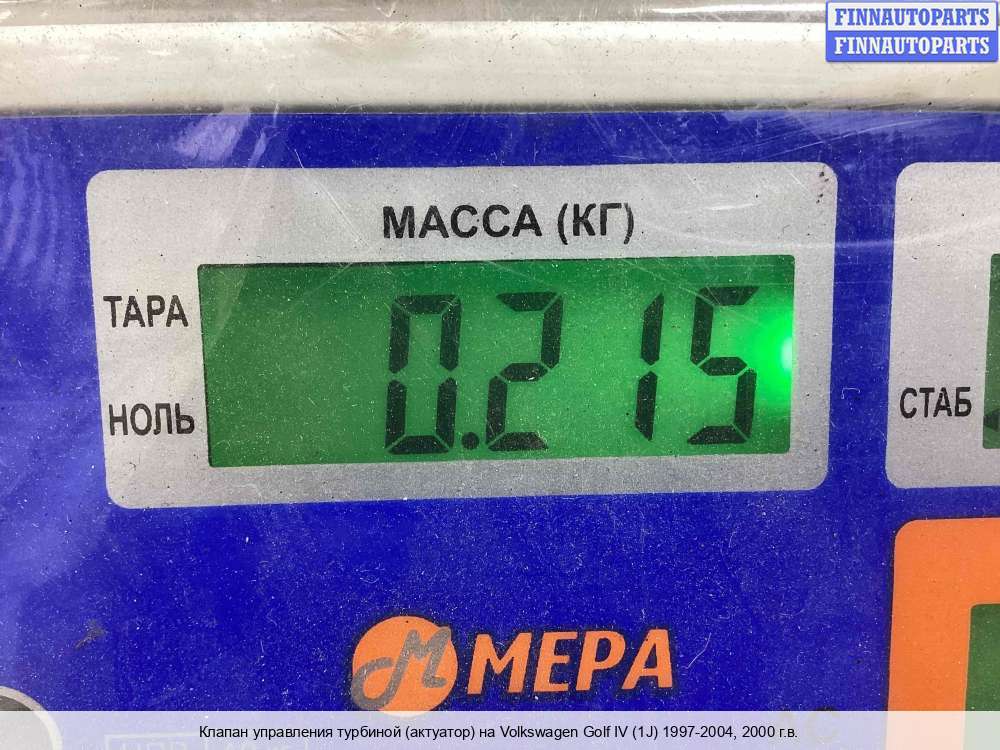 FINNAUTOPARTS
FINNAUTOPARTS
МАССА (КГ)
ТАРА
0.215
НОЛЬ
СТАБ
М МЕРА
Клапан управления турбиной (актуатор) на Volkswagen Golf IV (1J) 1997-2004, 2000 г.в.